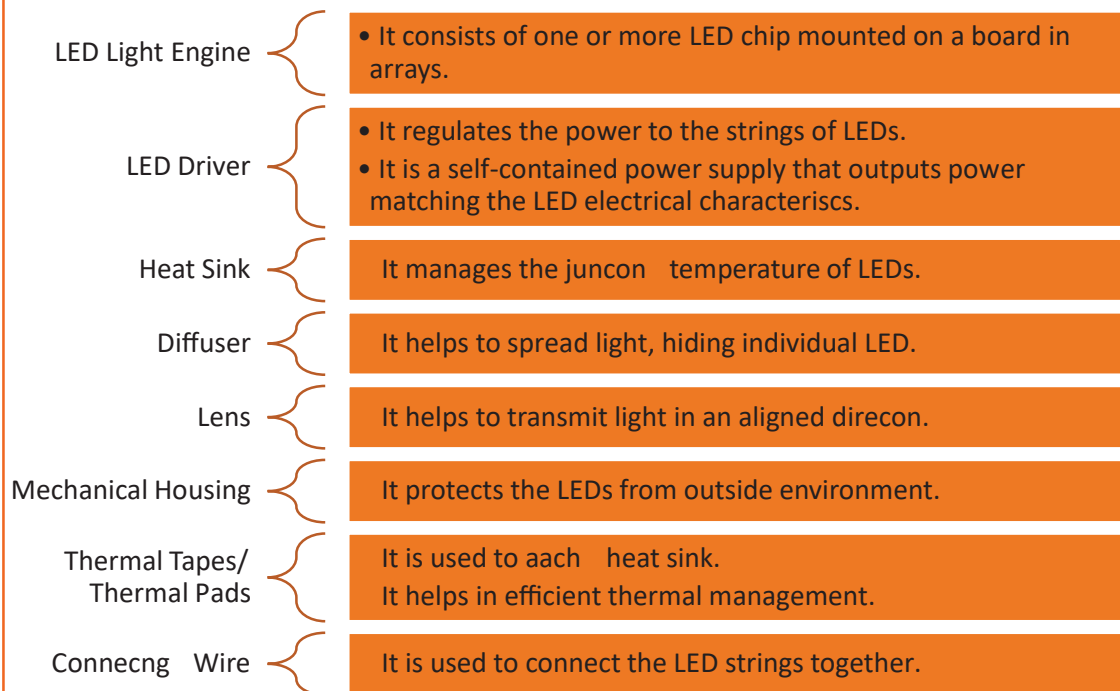 LED Light Engine
• It consists of one or more LED chip mounted on a board in
arrays.
LED Driver
• It regulates the power to the strings of LEDs.
• It is a self-contained power supply that outputs power
matching the LED electrical characteriscs.
Heat Sink
It manages the juncon temperature of LEDs.
Diffuser
It helps to spread light, hiding individual LED.
Lens
It helps to transmit light in an aligned direcon.
Mechanical Housing
It protects the LEDs from outside environment.
Thermal Tapes/
Thermal Pads
It is used to aach heat sink.
It helps in efficient thermal management.
Connecng Wire
It is used to connect the LED strings together.